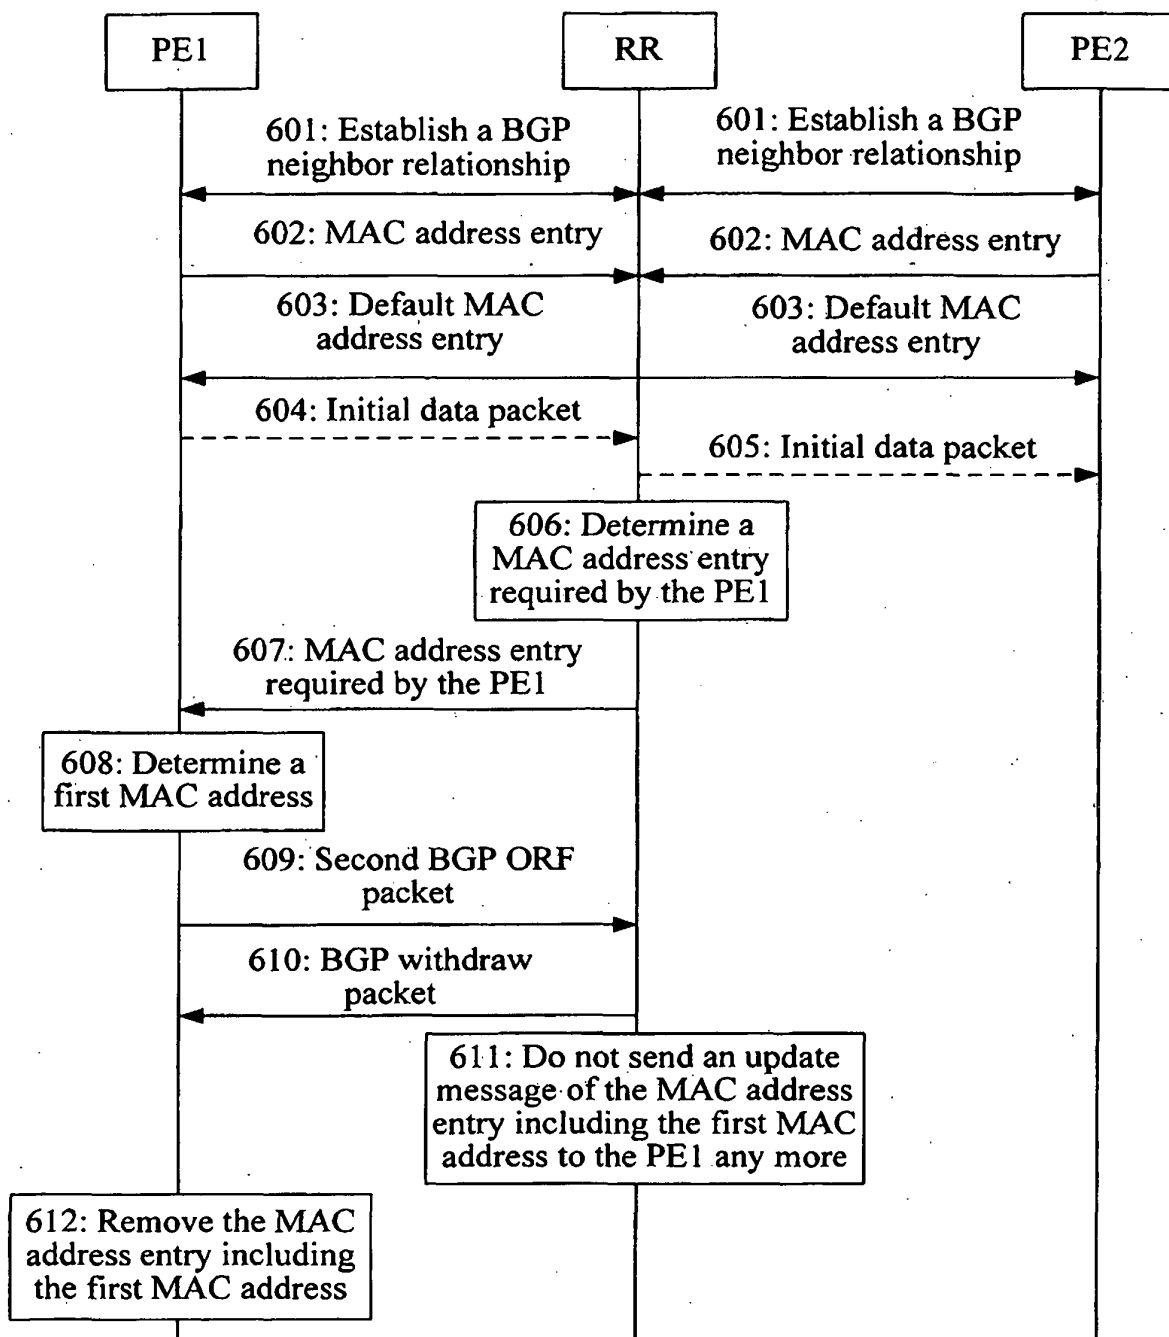 PE1
RR
PE2
601: Establish a BGP
neighbor relationship
601: Establish a BGP
neighbor relationship
602: MAC address entry
602: MAC address entry
603: Default MAC
address entry
603: Default MAC
address entry
604: Initial data packet
605: Initial data packet
606: Determine a
MAC address entry
required by the PE1
607: MAC address entry
required by the PE1
608: Determine a
first MAC address
609: Second BGP ORF
packet
610: BGP withdraw
packet
611: Do not send an update
message of the MAC address
entry including the first MAC
address to the PE1 any more
612: Remove the MAC
address entry including
the first MAC address